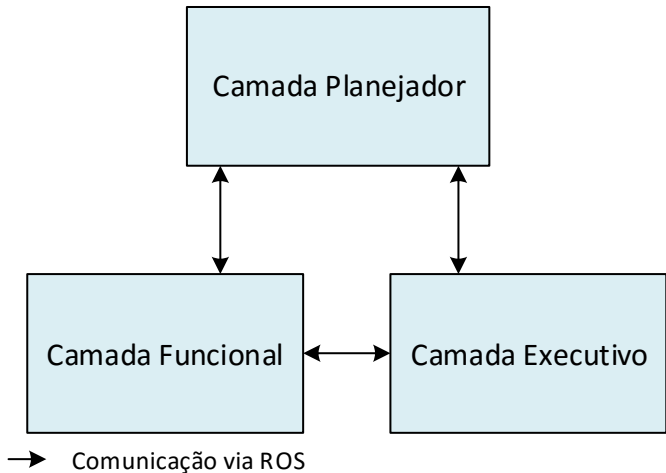 Camada Planejador
Camada Funcional
Camada Executivo
Comunicação via ROS